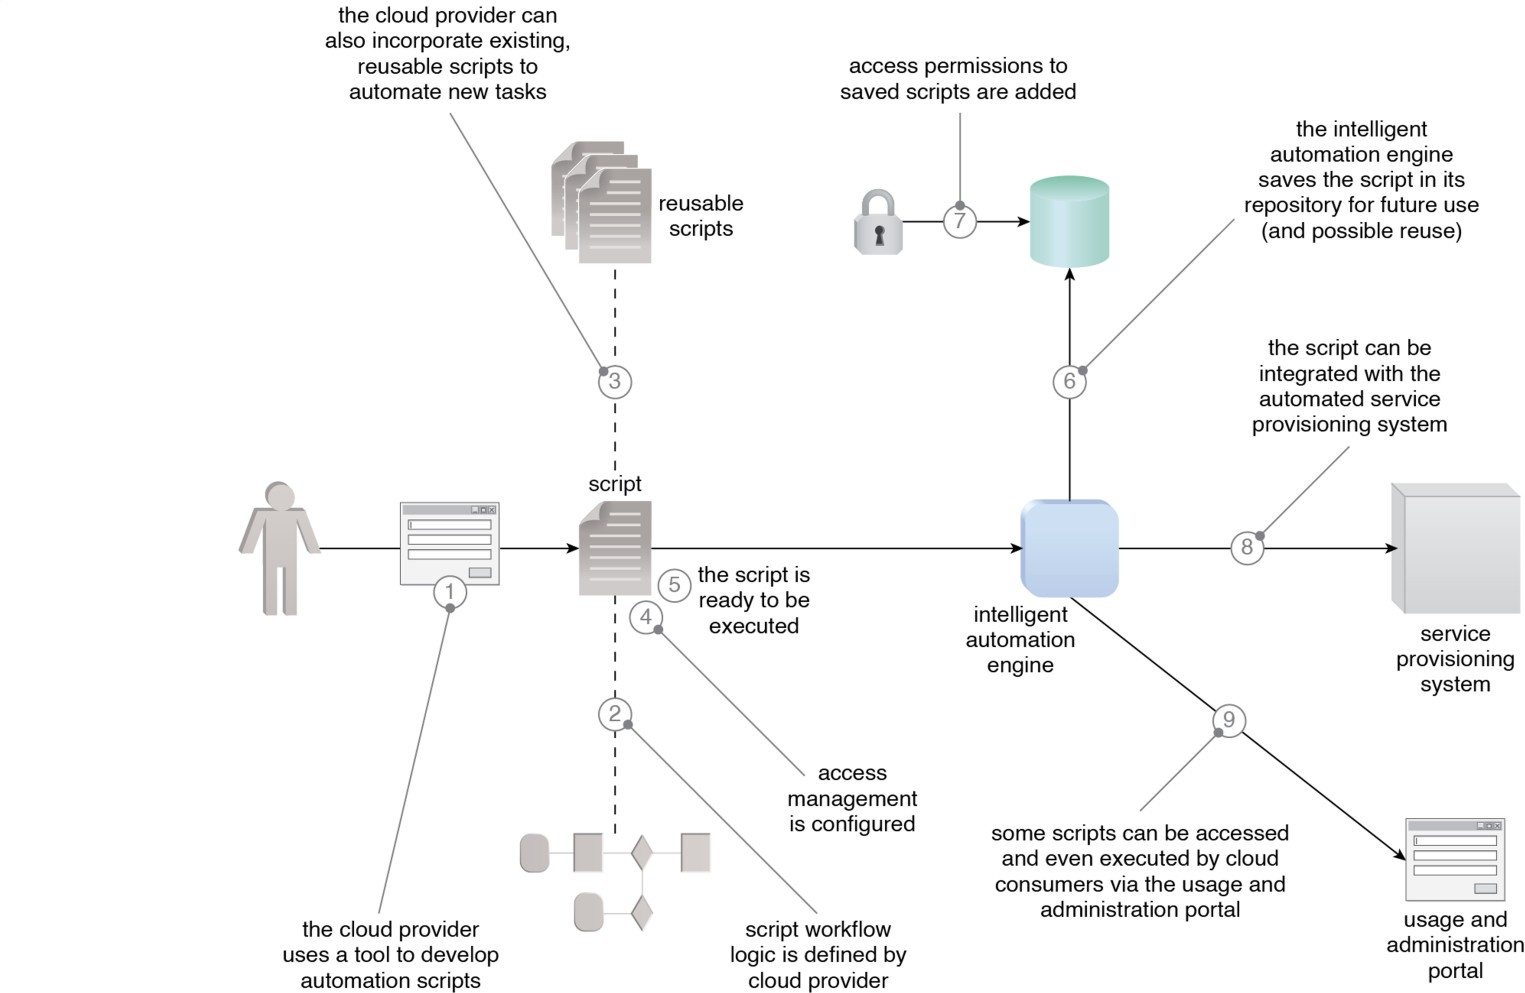 the cloud provider can
also incorporate existing,
reusable scripts to
automate new tasks
access permissions to
saved scripts are added
the intelligent
automation engine
saves the script in its
repository for future use
(and possible reuse)
reusable
scripts
7
3
6
the script can be
integrated with the
automated service
provisioning system
script
8
1
5
the script is
ready to be
executed
4
intelligent
automation
engine
service
provisioning
system
2
9
access
management
is configured
some scripts can be accessed
and even executed by cloud
consumers via the usage and
administration portal
the cloud provider
uses a tool to develop
automation scripts
script workflow
logic is defined by
cloud provider
usage and
administration
portal